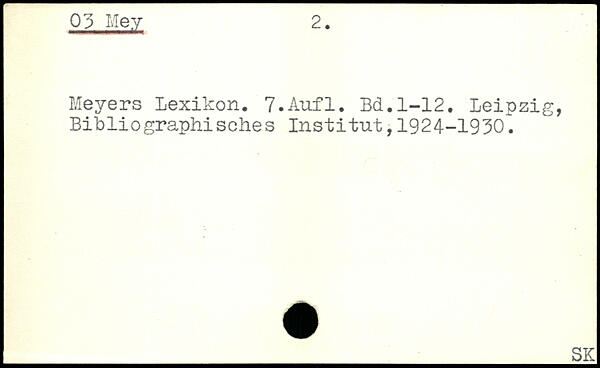 03 Mey 2.
Meyers Lexikon. 7.Aufl. Bd.1-12. Leipzig,
Bibliographisches Institut,1924-1930.
SK